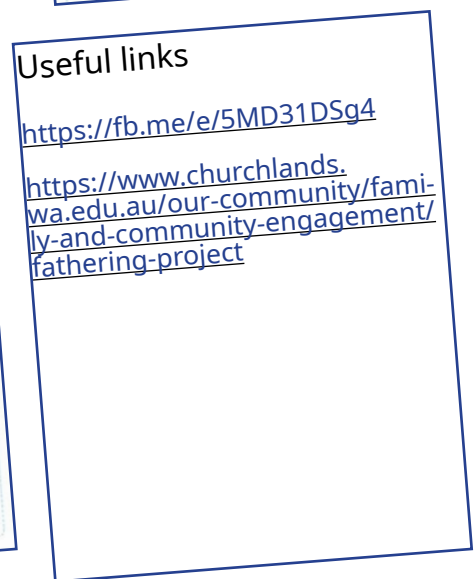 Useful links
https://fb.me/e/5MD31DSg4
https://www.churchlands.
wa.edu.au/our-community/fami-
ly-and-community-engagement/
fathering-project